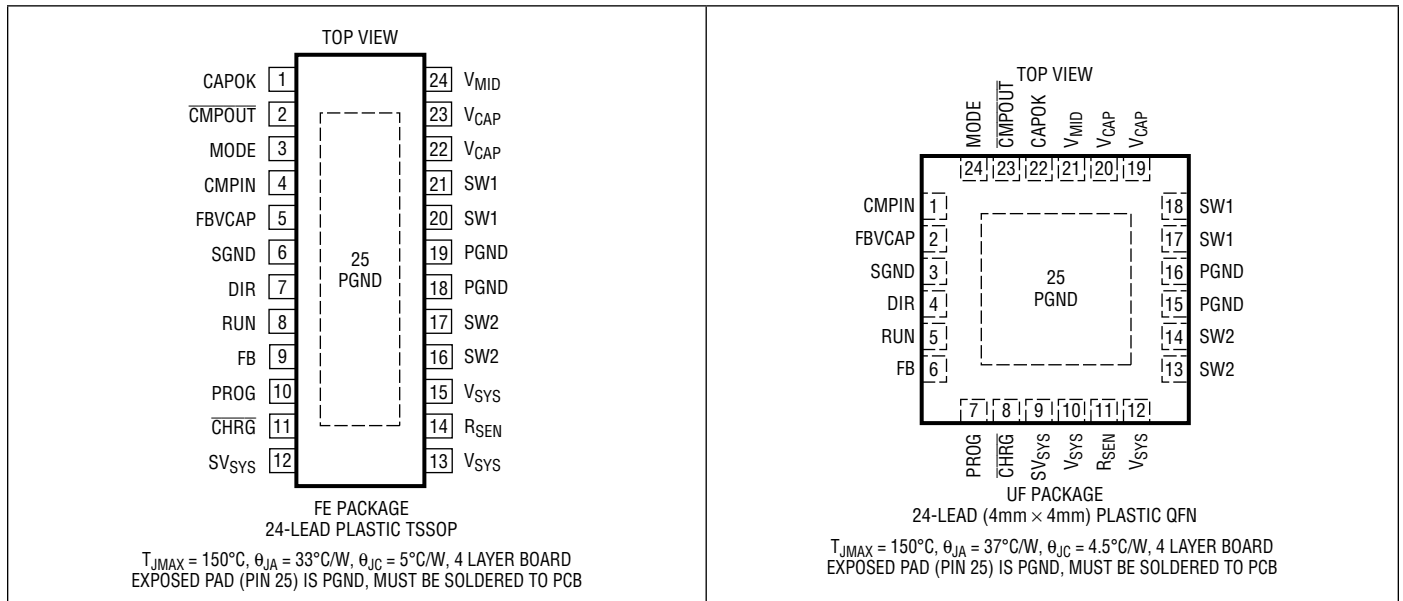 TOP VIEW
CAPOK 1
CMPOUT 2
MODE 3
CMPIN 4
FBVCAP 5
SGND 6
DIR 7
RUN 8
FB 9
PROG 10
CHRG 11
SVSYS 12
24 VMID
23 VCAP
22 VCAP
21 SW1
20 SW1
19 PGND
18 PGND
17 SW2
16 SW2
15 VSYS
14 RSEN
13 VSYS
25
PGND
FE PACKAGE
24-LEAD PLASTIC TSSOP
TJMAX = 150°C, θJA = 33°C/W, θJC = 5°C/W, 4 LAYER BOARD
EXPOSED PAD (PIN 25) IS PGND, MUST BE SOLDERED TO PCB
TOP VIEW
MODE CMPOUT CAPOK VMID VCAP VCAP
24 23 22 21 20 19
CMPIN 1
FBVCAP 2
SGND 3
DIR 4
RUN 5
FB 6
18 SW1
17 SW1
16 PGND
15 PGND
14 SW2
13 SW2
25
PGND
7 8 9 10 11 12
PROG CHRG SVSYS VSYS RSEN VSYS
UF PACKAGE
24-LEAD (4mm × 4mm) PLASTIC QFN
TJMAX = 150°C, θJA = 37°C/W, θJC = 4.5°C/W, 4 LAYER BOARD
EXPOSED PAD (PIN 25) IS PGND, MUST BE SOLDERED TO PCB